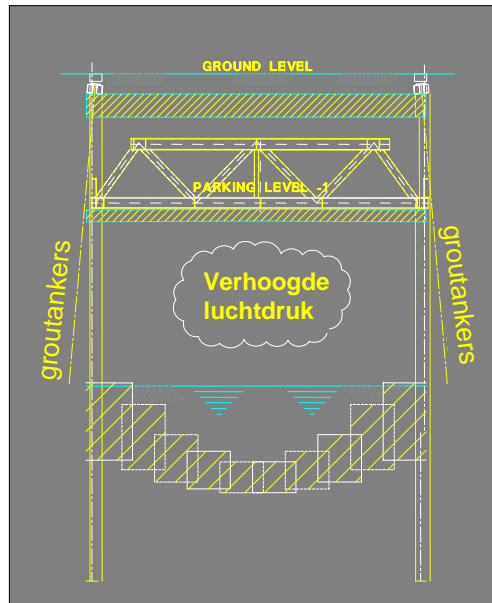 GROUND LEVEL
PARKING LEVEL -1
groutankers
Verhoogde
luchtdruk
groutankers